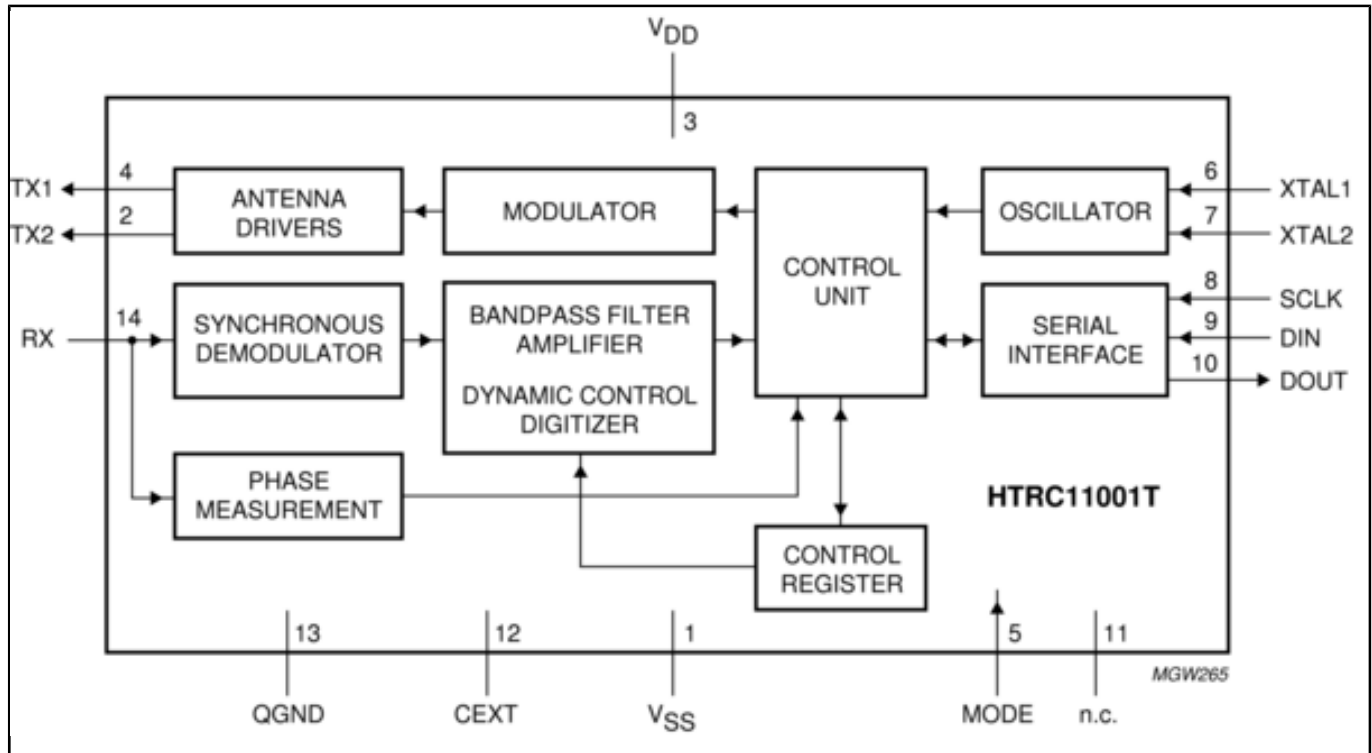 VDD
3
TX1
4
TX2
2
ANTENNA
DRIVERS
MODULATOR
CONTROL
UNIT
OSCILLATOR
6
XTAL1
7
XTAL2
RX
14
SYNCHRONOUS
DEMODULATOR
BANDPASS FILTER
AMPLIFIER
DYNAMIC CONTROL
DIGITIZER
SERIAL
INTERFACE
8
SCLK
9
DIN
10
DOUT
PHASE
MEASUREMENT
CONTROL
REGISTER
HTRC11001T
13
12
1
5
11
MGW265
QGND
CEXT
VSS
MODE
n.c.